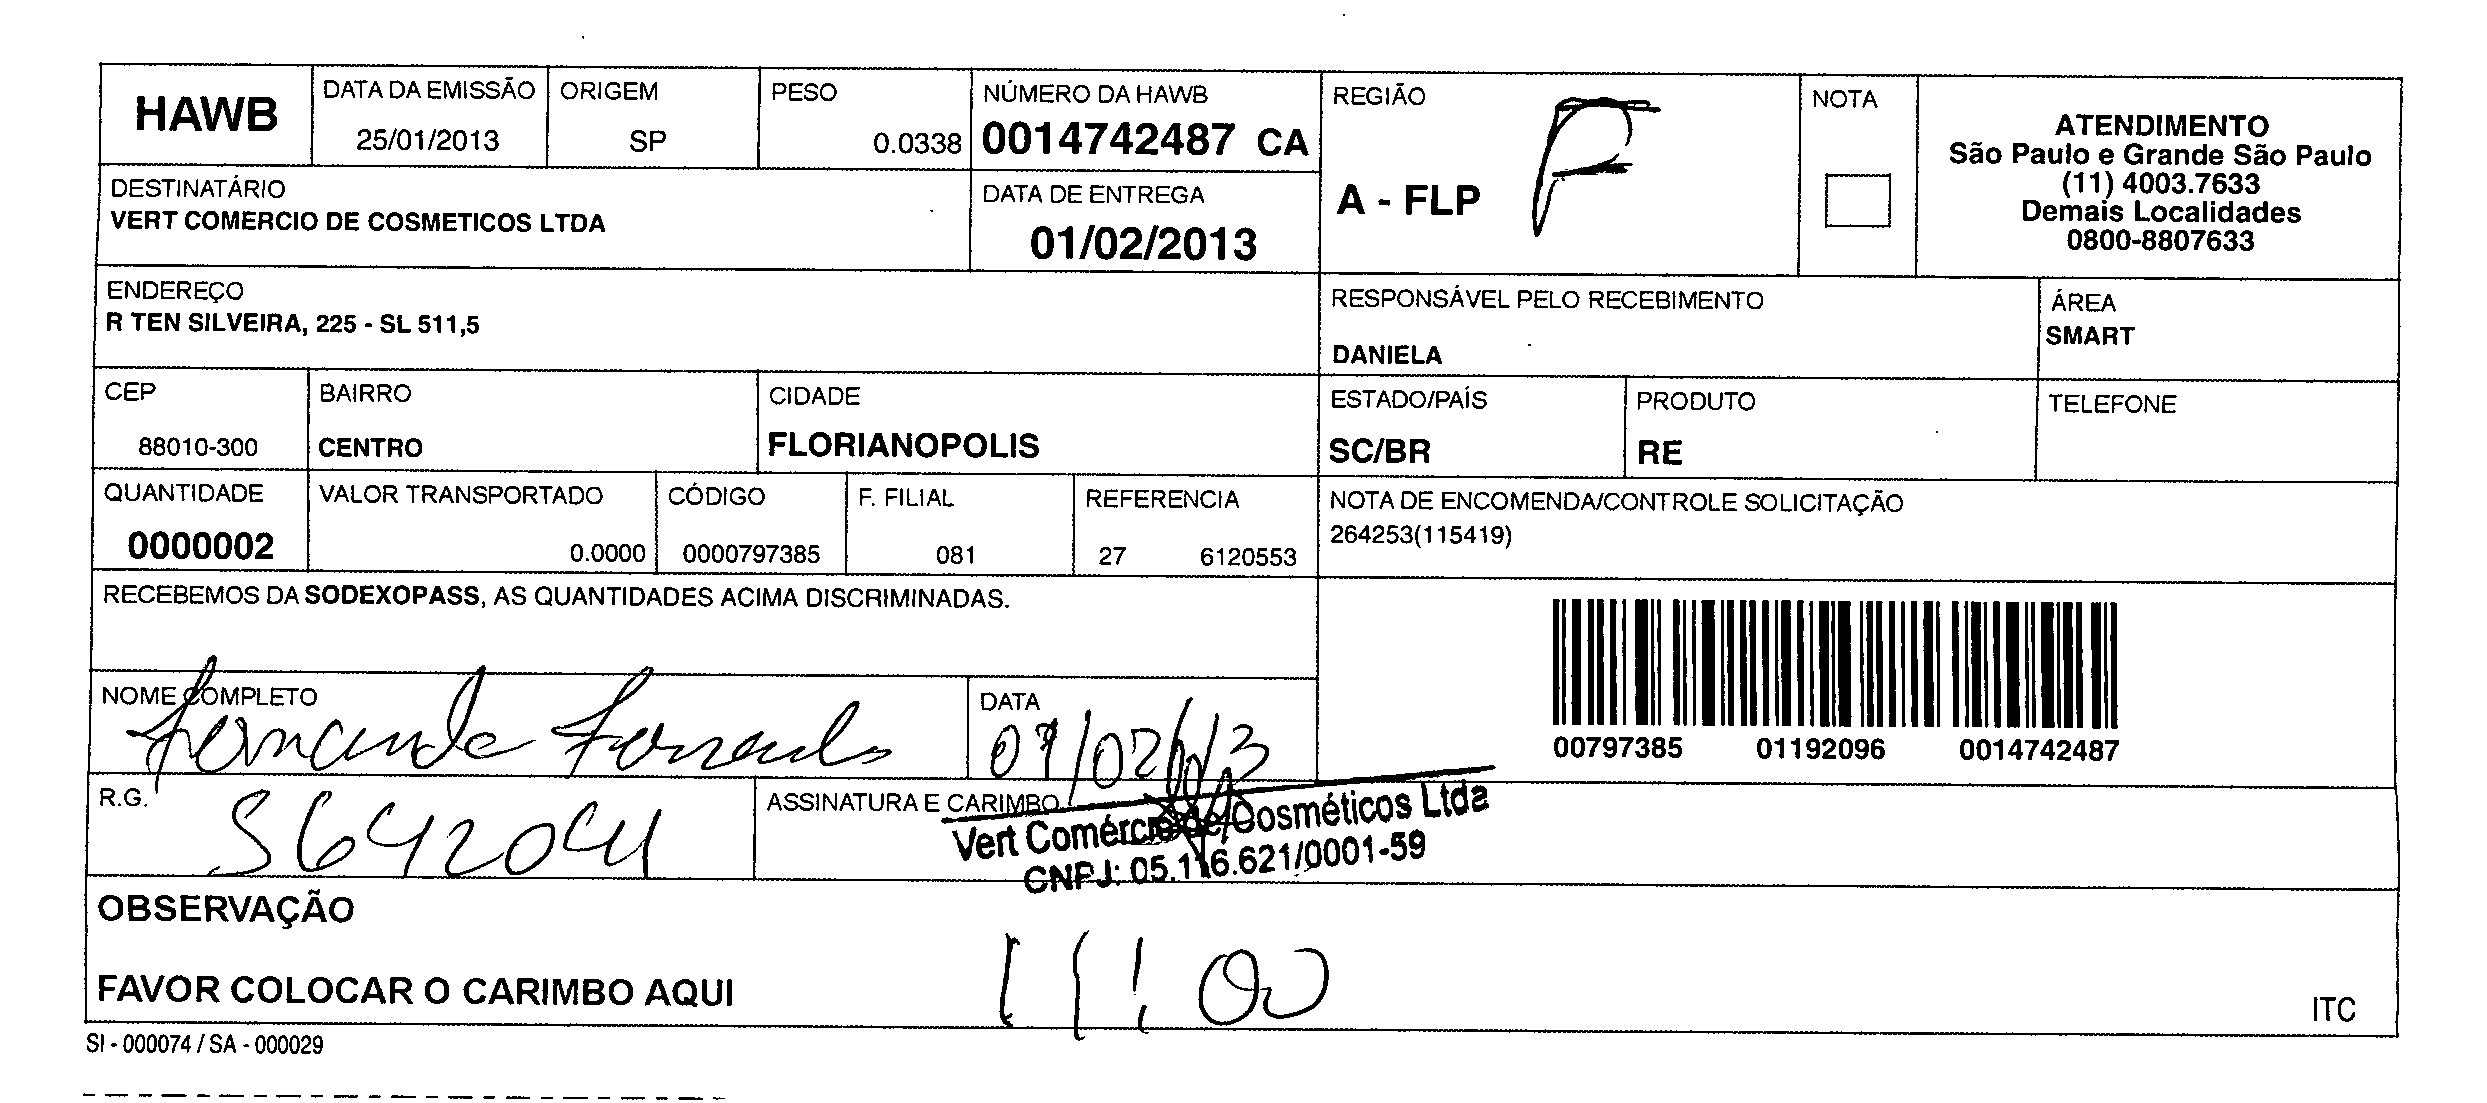 HAWB
DATA DA EMISSÃO
25/01/2013
ORIGEM
SP
PESO
0.0338
NÚMERO DA HAWB
0014742487 CA
REGIÃO
A - FLP
F
NOTA
ATENDIMENTO
São Paulo e Grande São Paulo
(11) 4003.7633
Demais Localidades
0800-8807633
DESTINATÁRIO
VERT COMERCIO DE COSMETICOS LTDA
DATA DE ENTREGA
01/02/2013
ENDEREÇO
R TEN SILVEIRA, 225 - SL 511,5
RESPONSÁVEL PELO RECEBIMENTO
DANIELA
ÁREA
SMART
CEP
88010-300
BAIRRO
CENTRO
CIDADE
FLORIANOPOLIS
ESTADO/PAÍS
SC/BR
PRODUTO
RE
TELEFONE
QUANTIDADE
0000002
VALOR TRANSPORTADO
0.0000
CÓDIGO
0000797385
F. FILIAL
081
REFERENCIA
27 6120553
NOTA DE ENCOMENDA/CONTROLE SOLICITAÇÃO
264253(115419)
RECEBEMOS DA SODEXOPASS, AS QUANTIDADES ACIMA DISCRIMINADAS.
00797385 01192096 0014742487
NOME COMPLETO
Fernanda
DATA
R.G.
ASSINATURA E CARIMBO
Vert Comércio de Cosméticos Ltda
CNPJ: 05.116.621/0001-59
OBSERVAÇÃO
11:00
FAVOR COLOCAR O CARIMBO AQUI
ITC
SI - 000074 / SA - 000029